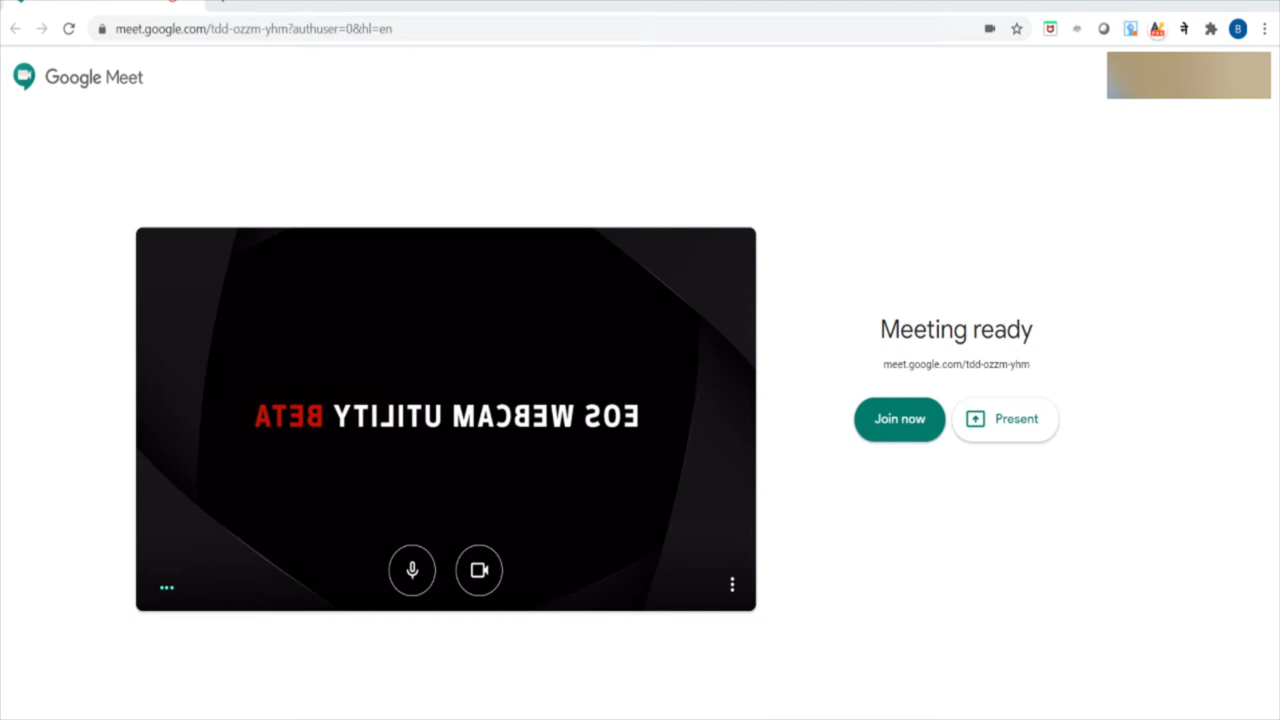 meet.google.com/tdd-ozzm-yhm?authuser=0&hl=en
ने
B
Google Meet
EOS WEBCAM UTILITY BETA
Meeting ready
meet.google.com/tdd-ozzm-yhm
Join now
Present